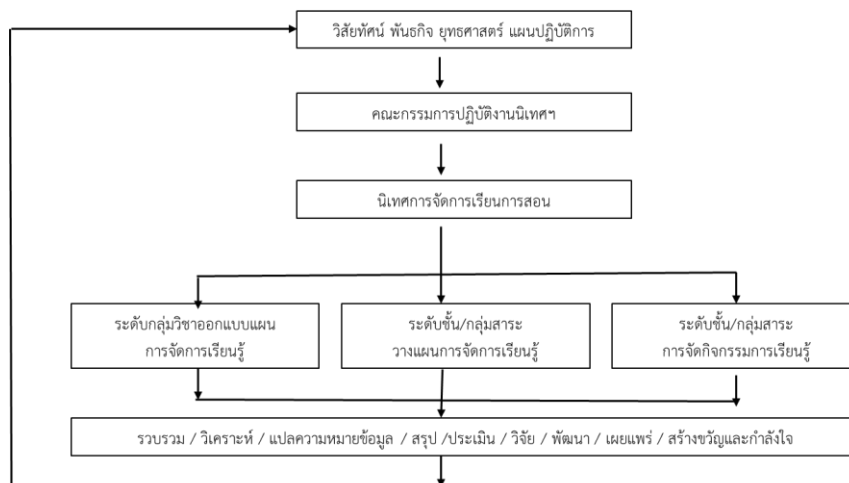 วิสัยทัศน์ พันธกิจ ยุทธศาสตร์ แผนปฏิบัติการ
คณะกรรมการปฏิบัติงานนิเทศฯ
นิเทศการจัดการเรียนการสอน
ระดับกลุ่มวิชาออกแบบแผน
การจัดการเรียนรู้
ระดับชั้น/กลุ่มสาระ
วางแผนการจัดการเรียนรู้
ระดับชั้น/กลุ่มสาระ
การจัดกิจกรรมการเรียนรู้
รวบรวม / วิเคราะห์ / แปลความหมายข้อมูล / สรุป /ประเมิน / วิจัย / พัฒนา / เผยแพร่ / สร้างขวัญและกำลังใจ